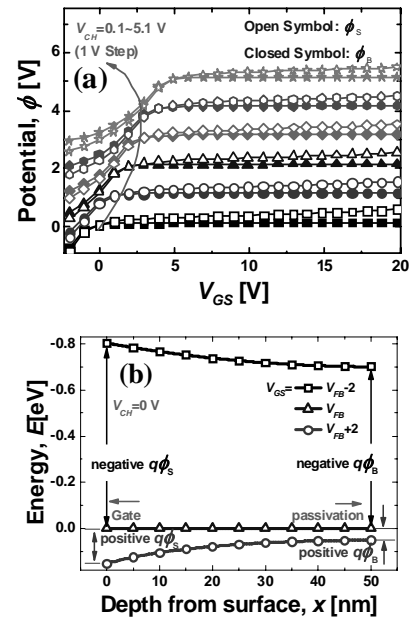 V_CH=0.1~5.1 V
(1 V Step)
Open Symbol: ϕ_S
Closed Symbol: ϕ_B
(a)
Potential, ϕ [V]
6
4
2
0
0 5 10 15 20
V_GS [V]
(b)
Energy, E[eV]
-0.8
-0.6
-0.4
-0.2
0.0
V_CH=0 V
V_GS= V_FB-2
V_FB
V_FB+2
negative qϕ_S
negative qϕ_B
Gate
passivation
positive qϕ_S
positive qϕ_B
0 10 20 30 40 50
Depth from surface, x [nm]